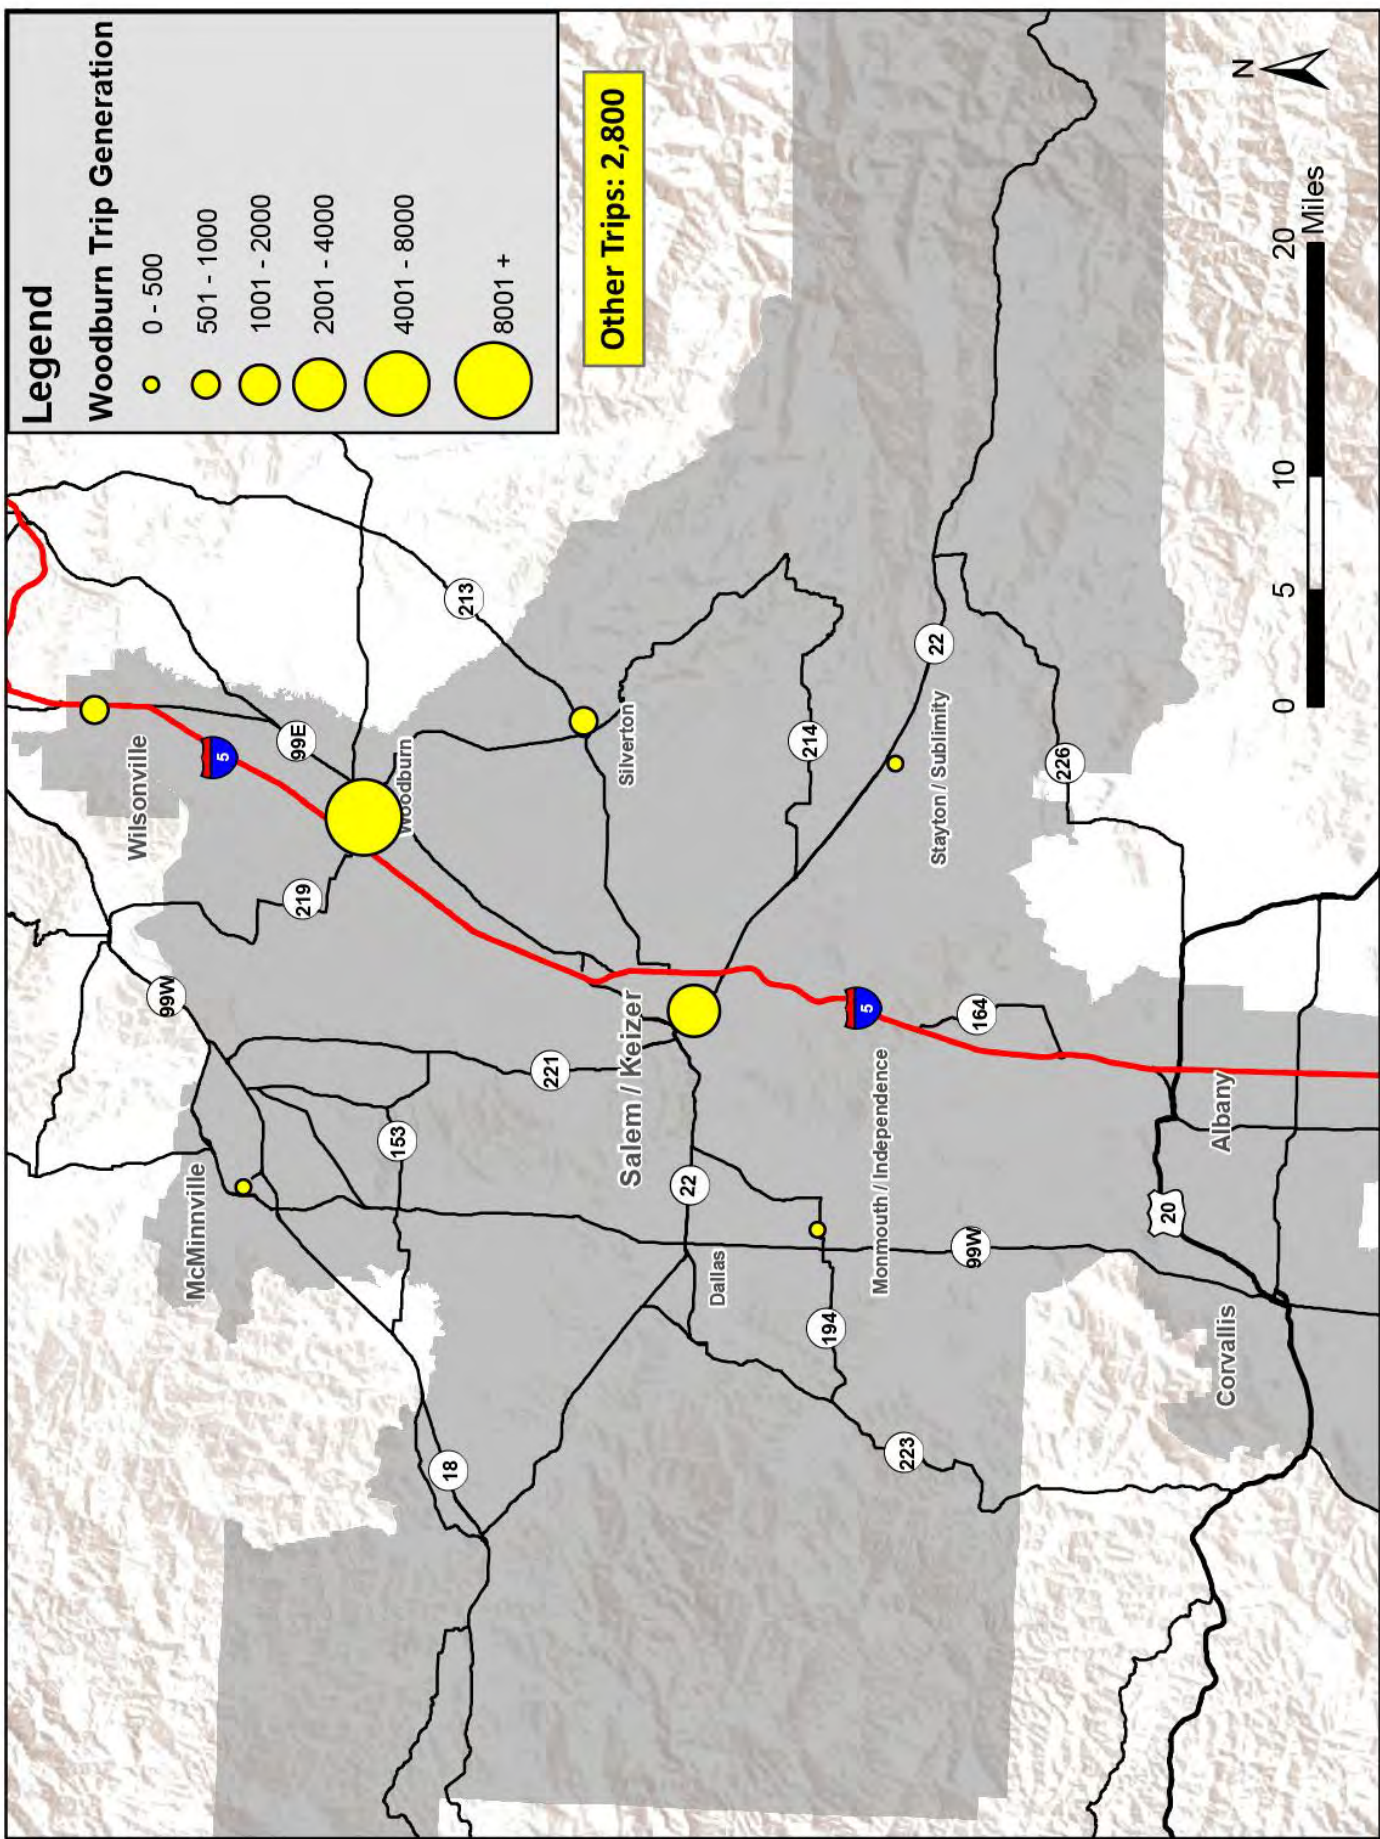 Legend
Woodburn Trip Generation
0 - 500
501 - 1000
1001 - 2000
2001 - 4000
4001 - 8000
8001 +
Other Trips: 2,800
Wilsonville
5
99E
213
Woodburn
219
99W
Silverton
McMinnville
153
221
Salem / Keizer
214
22
Stayton / Sublimity
226
5
164
22
Dallas
Monmouth / Independence
194
99W
18
223
20
Albany
Corvallis
N
0
5
10
20
Miles